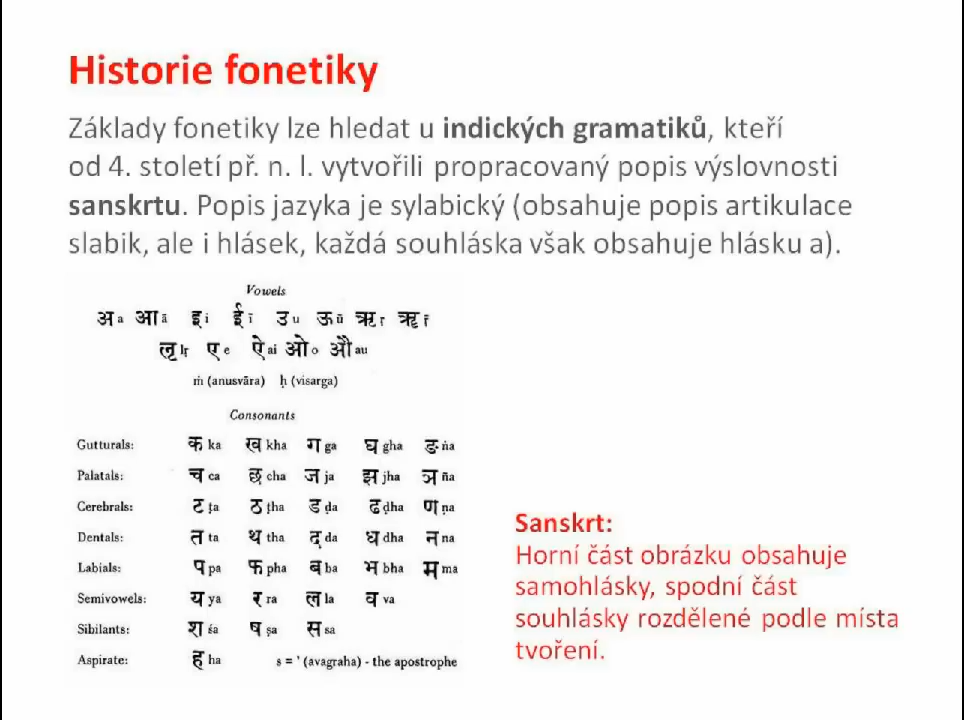 Historie fonetiky
Základy fonetiky lze hledat u indických gramatiků, kteří
od 4. století př. n. l. vytvořili propracovaný popis výslovnosti
sanskrtu. Popis jazyka je sylabický (obsahuje popis artikulace
slabik, ale i hlásek, každá souhláska však obsahuje hlásku a).
Vowels
अ a आ ā इ i ई ī उ u ऊ ū ऋ ṛ ॠ ṝ
लृ lṛ ए e ऐ ai ओ o औ au
ṁ (anusvāra) ḥ (visarga)
Consonants
Gutturals: क ka ख kha ग ga घ gha ङ ṅa
Palatals: च ca छ cha ज ja झ jha ञ ña
Cerebrals: ट ṭa ठ ṭha ड ḍa ढ ḍha ण ṇa
Dentals: त ta थ tha द da ध dha न na
Labials: प pa फ pha ब ba भ bha म ma
Semivowels: य ya र ra ल la व va
Sibilants: श śa ष ṣa स sa
Aspirate: ह ha s = ' (avagraha) - the apostrophe
Sanskrt:
Horní část obrázku obsahuje
samohlásky, spodní část
souhlásky rozdělené podle místa
tvoření.